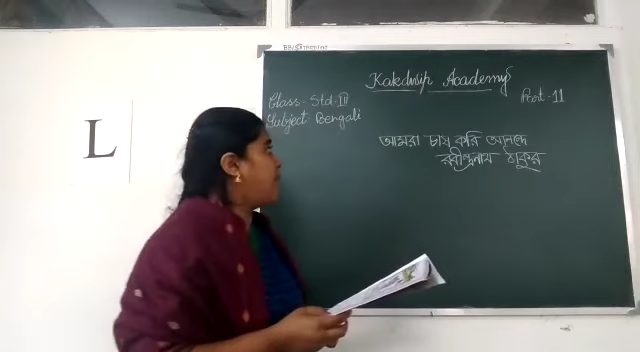 Kakdwip Academy
Class - Std-III
Part - 11
Subject - Bengali
আমরা চাষ করি আনন্দে
রবীন্দ্রনাথ ঠাকুর
L